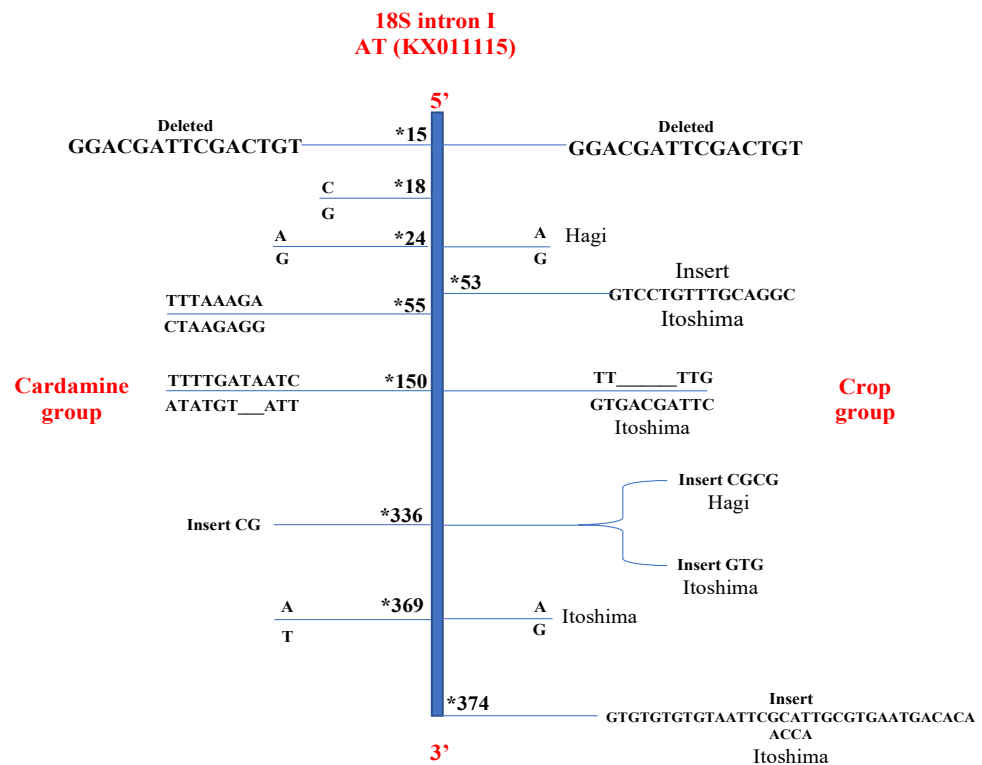 18S intron I
AT (KX011115)
5’
Deleted
GGACGATTCGACTGT
*15
Deleted
GGACGATTCGACTGT
C
G
*18
A
G
*24
A
G
Hagi
*53
Insert
GTCCTGTTTGCAGGC
Itoshima
TTTAAAGA
CTAAGAGG
*55
Cardamine
group
TTTTGATAATC
ATATGT___ATT
*150
TT_______TTG
GTGACGATTC
Itoshima
Crop
group
Insert CG
*336
Insert CGCG
Hagi
Insert GTG
Itoshima
A
T
*369
A
G
Itoshima
*374
Insert
GTGTGTGTGTAATTCGCATTGCGTGAATGACACA
ACCA
Itoshima
3’